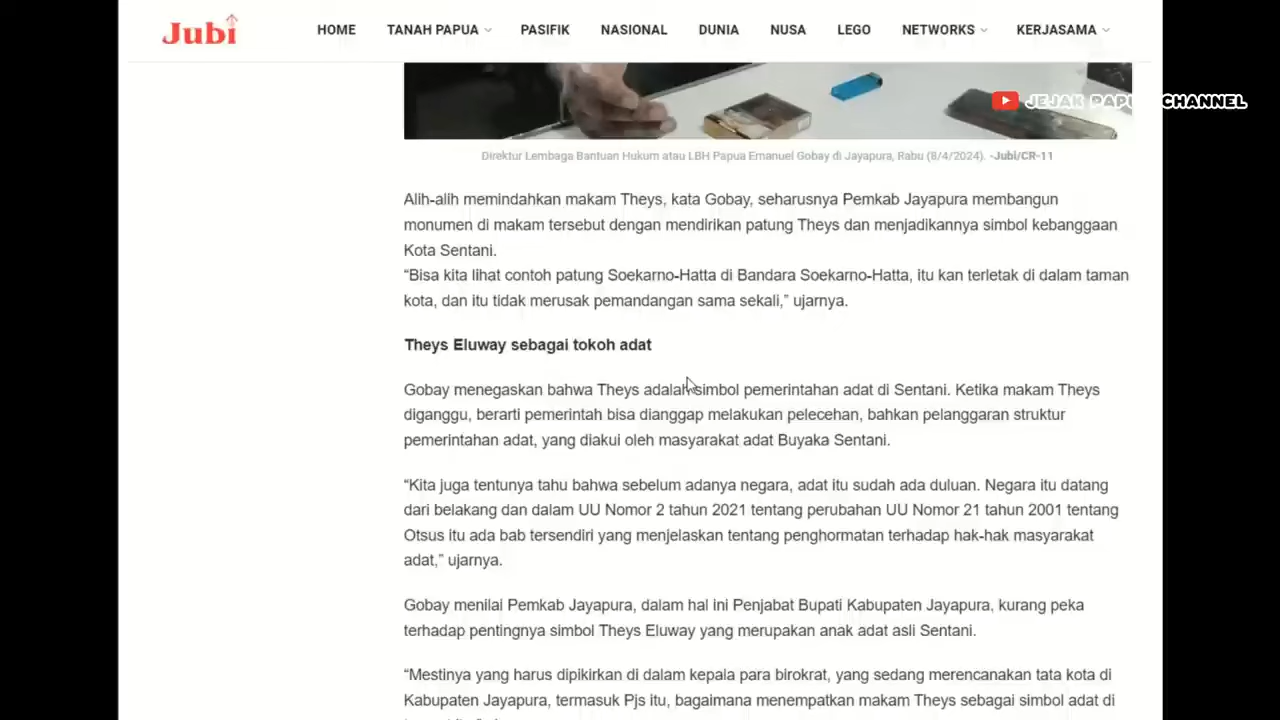 Jubi
HOME TANAH PAPUA PASIFIK NASIONAL DUNIA NUSA LEGO NETWORKS KERJASAMA
JEJAK PAPUA CHANNEL
Direktur Lembaga Bantuan Hukum atau LBH Papua Emanuel Gobay di Jayapura, Rabu (8/4/2024). -Jubi/CR-11
Alih-alih memindahkan makam Theys, kata Gobay, seharusnya Pemkab Jayapura membangun
monumen di makam tersebut dengan mendirikan patung Theys dan menjadikannya simbol kebanggaan
Kota Sentani.
“Bisa kita lihat contoh patung Soekarno-Hatta di Bandara Soekarno-Hatta, itu kan terletak di dalam taman
kota, dan itu tidak merusak pemandangan sama sekali,” ujarnya.
Theys Eluway sebagai tokoh adat
Gobay menegaskan bahwa Theys adalah simbol pemerintahan adat di Sentani. Ketika makam Theys
diganggu, berarti pemerintah bisa dianggap melakukan pelecehan, bahkan pelanggaran struktur
pemerintahan adat, yang diakui oleh masyarakat adat Buyaka Sentani.
“Kita juga tentunya tahu bahwa sebelum adanya negara, adat itu sudah ada duluan. Negara itu datang
dari belakang dan dalam UU Nomor 2 tahun 2021 tentang perubahan UU Nomor 21 tahun 2001 tentang
Otsus itu ada bab tersendiri yang menjelaskan tentang penghormatan terhadap hak-hak masyarakat
adat,” ujarnya.
Gobay menilai Pemkab Jayapura, dalam hal ini Penjabat Bupati Kabupaten Jayapura, kurang peka
terhadap pentingnya simbol Theys Eluway yang merupakan anak adat asli Sentani.
“Mestinya yang harus dipikirkan di dalam kepala para birokrat, yang sedang merencanakan tata kota di
Kabupaten Jayapura, termasuk Pjs itu, bagaimana menempatkan makam Theys sebagai simbol adat di